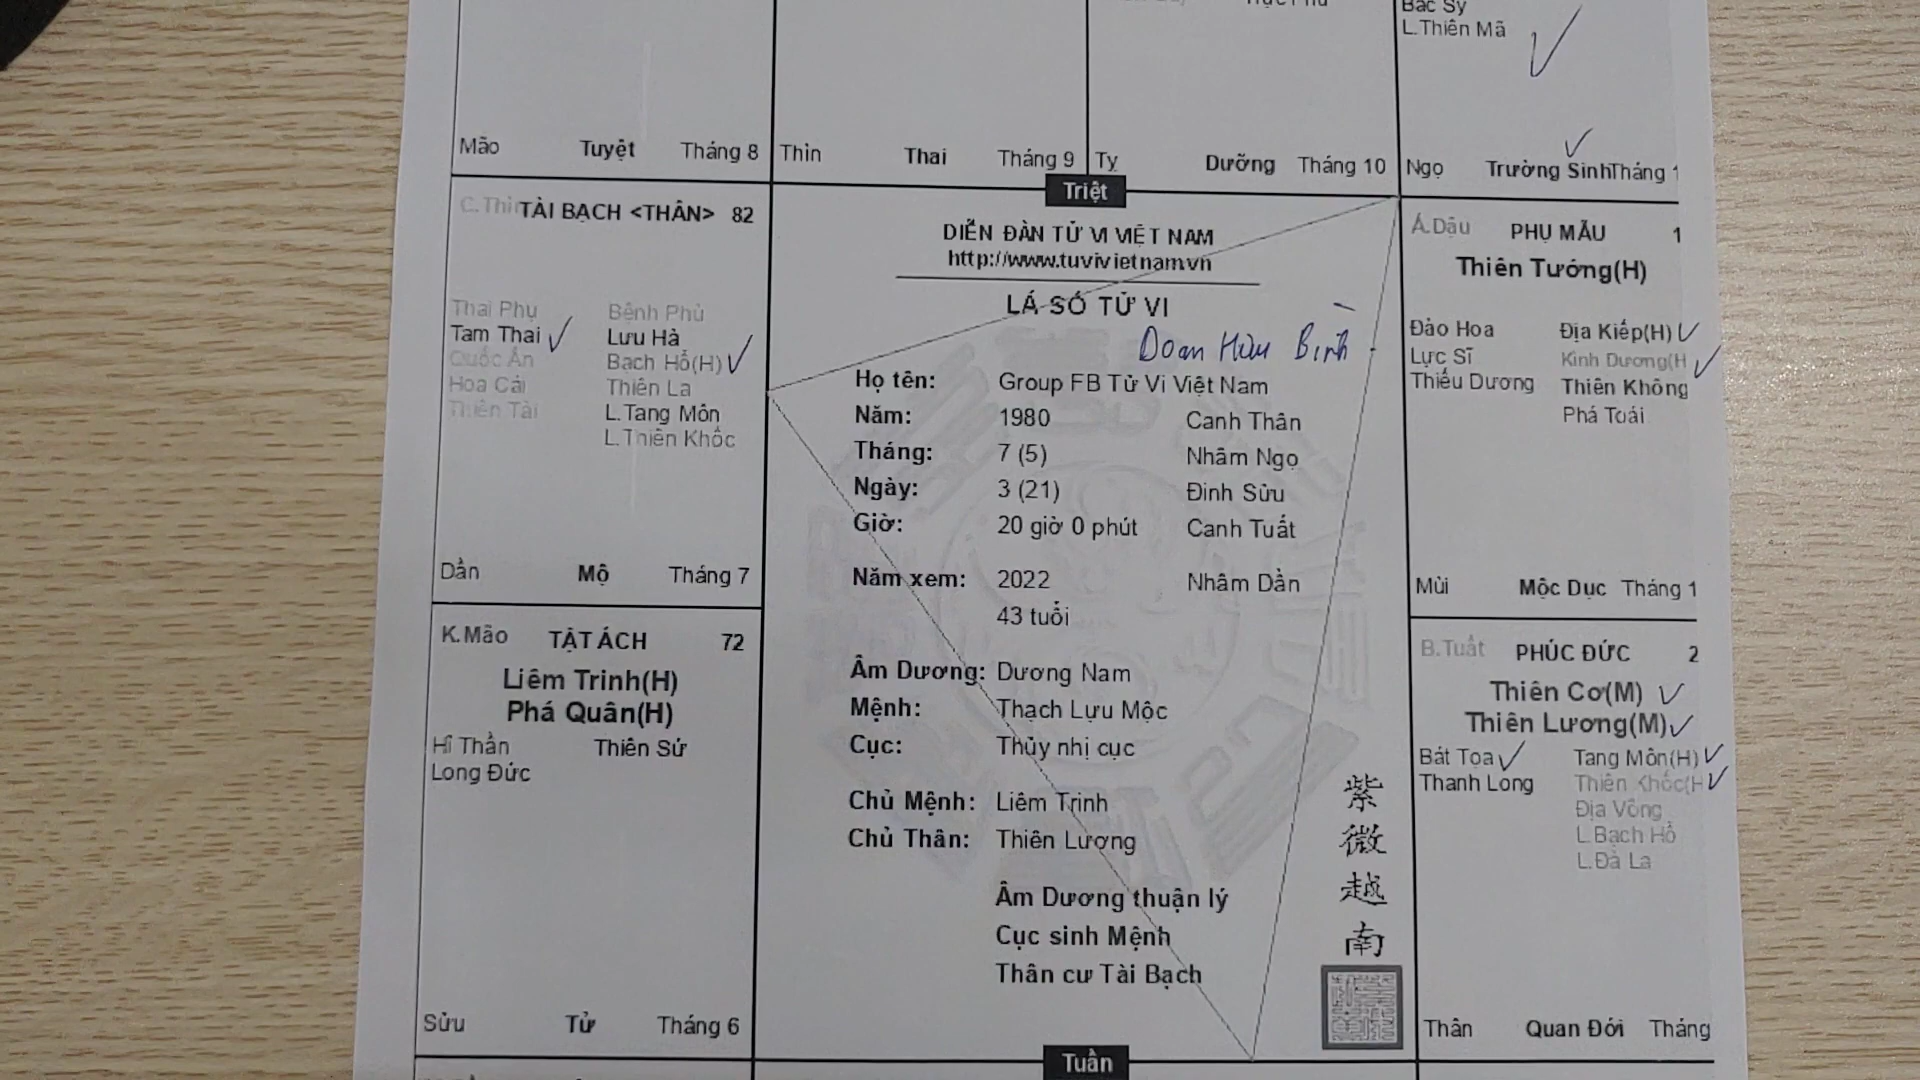 Bác Sỹ
L.Thiên Mã
Mão Tuyệt Tháng 8
Thìn Thai Tháng 9
Tỵ Dưỡng Tháng 10
Ngọ Trường Sinh Tháng 1
Triệt
TÀI BẠCH <THÂN> 82
Thai Phụ Bệnh Phù
Tam Thai Lưu Hà
Quốc Ấn Bạch Hổ(H)
Hoa Cái Thiên La
Thiên Tài L.Tang Môn
L.Thiên Khốc
Dần Mộ Tháng 7
K.Mão TẬT ÁCH 72
Liêm Trinh(H)
Phá Quân(H)
Hỉ Thần Thiên Sứ
Long Đức
Sửu Tử Tháng 6
DIỄN ĐÀN TỬ VI VIỆT NAM
http://www.tuvivietnam.vn
LÁ SỐ TỬ VI
Họ tên: Group FB Tử Vi Việt Nam
Năm: 1980 Canh Thân
Tháng: 7 (5) Nhâm Ngọ
Ngày: 3 (21) Đinh Sửu
Giờ: 20 giờ 0 phút Canh Tuất
Năm xem: 2022 Nhâm Dần
43 tuổi
Âm Dương: Dương Nam
Mệnh: Thạch Lựu Mộc
Cục: Thủy nhị cục
Chủ Mệnh: Liêm Trinh
Chủ Thân: Thiên Lương
Âm Dương thuận lý
Cục sinh Mệnh
Thân cư Tài Bạch
紫
微
越
南
Tuần
Á.Dậu PHỤ MẪU 1
Thiên Tướng(H)
Đào Hoa Địa Kiếp(H)
Lực Sĩ Kình Dương(H
Thiếu Dương Thiên Không
Phá Toái
Mùi Mộc Dục Tháng 1
B.Tuất PHÚC ĐỨC 2
Thiên Cơ(M)
Thiên Lương(M)
Bát Tọa Tang Môn(H)
Thanh Long Thiên Khốc(H
Địa Võng
L.Bạch Hổ
L.Đà La
Thân Quan Đới Tháng